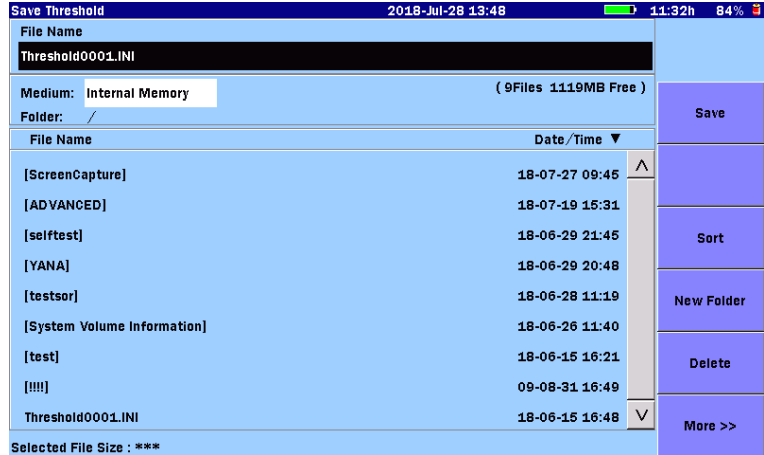 Save Threshold 2018-Jul-28 13:48 11:32h 84%
File Name
Threshold0001.INI
Medium: Internal Memory ( 9Files 1119MB Free )
Folder: /
File Name Date/Time ▼
[ScreenCapture] 18-07-27 09:45
[ADVANCED] 18-07-19 15:31
[selftest] 18-06-29 21:45
[YANA] 18-06-29 20:48
[testsor] 18-06-28 11:19
[System Volume Information] 18-06-26 11:40
[test] 18-06-15 16:21
[!!!!] 09-08-31 16:49
Threshold0001.INI 18-06-15 16:48
Selected File Size : ***
Save
Sort
New Folder
Delete
More >>